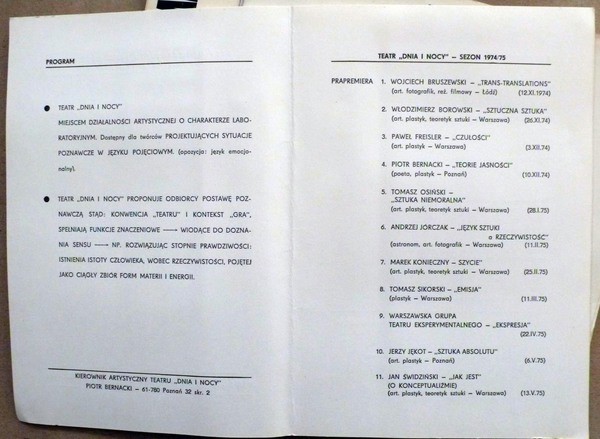 PROGRAM
TEATR „DNIA I NOCY"
MIEJSCEM DZIAŁALNOŚCI ARTYSTYCZNEJ O CHARAKTERZE LABO-
RATORYJNYM. Dostępny dla twórców PROJEKTUJĄCYCH SYTUACJE
POZNAWCZE W JĘZYKU POJĘCIOWYM. (opozycja: język emocjo-
nalny).
TEATR „DNIA I NOCY" PROPONUJE ODBIORCY POSTAWĘ POZ-
NAWCZĄ STĄD: KONWENCJA „TEATRU" I KONTEKST „GRA",
SPEŁNIAJĄ FUNKCJE ZNACZENIOWE → WIODĄCE DO DOZNA-
NIA SENSU → NP. ROZWIĄZUJĄC STOPNIE PRAWDZIWOŚCI:
ISTNIENIA ISTOTY CZŁOWIEKA, WOBEC RZECZYWISTOŚCI, POJĘTEJ
JAKO CIĄGŁY ZBIÓR FORM MATERII I ENERGII.
KIEROWNIK ARTYSTYCZNY TEATRU „DNIA I NOCY"
PIOTR BERNACKI – 61-780 Poznań 32 skr. 2
TEATR „DNIA I NOCY" – SEZON 1974/75
PRAPREMIERA 1. WOJCIECH BRUSZEWSKI – „TRANS-TRANSLATIONS"
(art. fotografik, reż. filmowy – Łódź) (12.XI.1974)
2. WŁODZIMIERZ BOROWSKI – „SZTUCZNA SZTUKA"
(art. plastyk, teoretyk sztuki – Warszawa) (26.XI.74)
3. PAWEŁ FREISLER – „CZUŁOŚCI"
(art. plastyk – Warszawa) (3.XII.74)
4. PIOTR BERNACKI – „TEORIE JASNOŚCI"
(poeta, plastyk – Poznań) (10.XII.74)
5. TOMASZ OSIŃSKI –
„SZTUKA NIEMORALNA"
(art. plastyk, teoretyk sztuki – Warszawa) (28.I.75)
6. ANDRZEJ JÓRCZAK – „JĘZYK SZTUKI
a RZECZYWISTOŚĆ"
(astronom, art. fotografik – Warszawa) (11.II.75)
7. MAREK KONIECZNY – SZYCIE"
(art. plastyk, teoretyk sztuki – Warszawa) (25.II.75)
8. TOMASZ SIKORSKI – „EMISJA"
(plastyk – Warszawa) (11.III.75)
9. WARSZAWSKA GRUPA
TEATRU EKSPERYMENTALNEGO – „EKSPRESJA"
(22.IV.75)
10. JERZY JĘKOT – „SZTUKA ABSOLUTU"
(art. plastyk – Poznań) (6.V.75)
11. JAN ŚWIDZIŃSKI – „JAK JEST"
(O KONCEPTUALIZMIE)
(art. plastyk, teoretyk sztuki – Warszawa) (13.V.75)